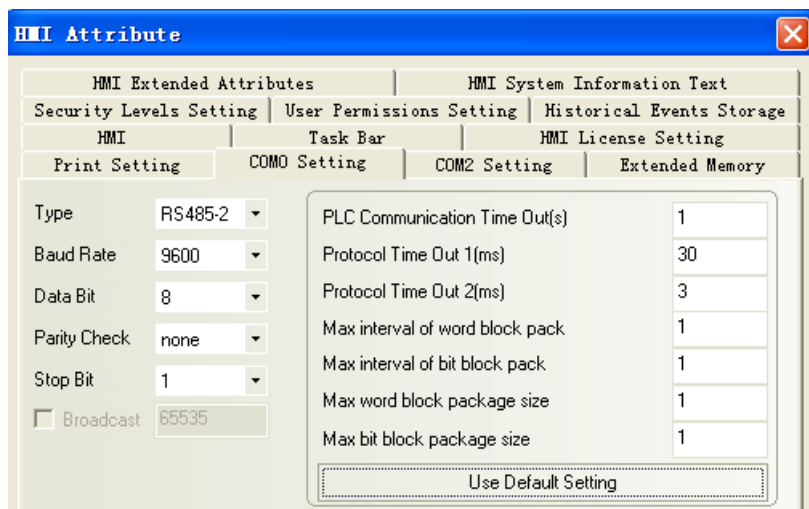 HMI Attribute
HMI Extended Attributes HMI System Information Text
Security Levels Setting User Permissions Setting Historical Events Storage
HMI Task Bar HMI License Setting
Print Setting COM0 Setting COM2 Setting Extended Memory
Type RS485-2
Baud Rate 9600
Data Bit 8
Parity Check none
Stop Bit 1
Broadcast 65535
PLC Communication Time Out(s) 1
Protocol Time Out 1(ms) 30
Protocol Time Out 2(ms) 3
Max interval of word block pack 1
Max interval of bit block pack 1
Max word block package size 1
Max bit block package size 1
Use Default Setting